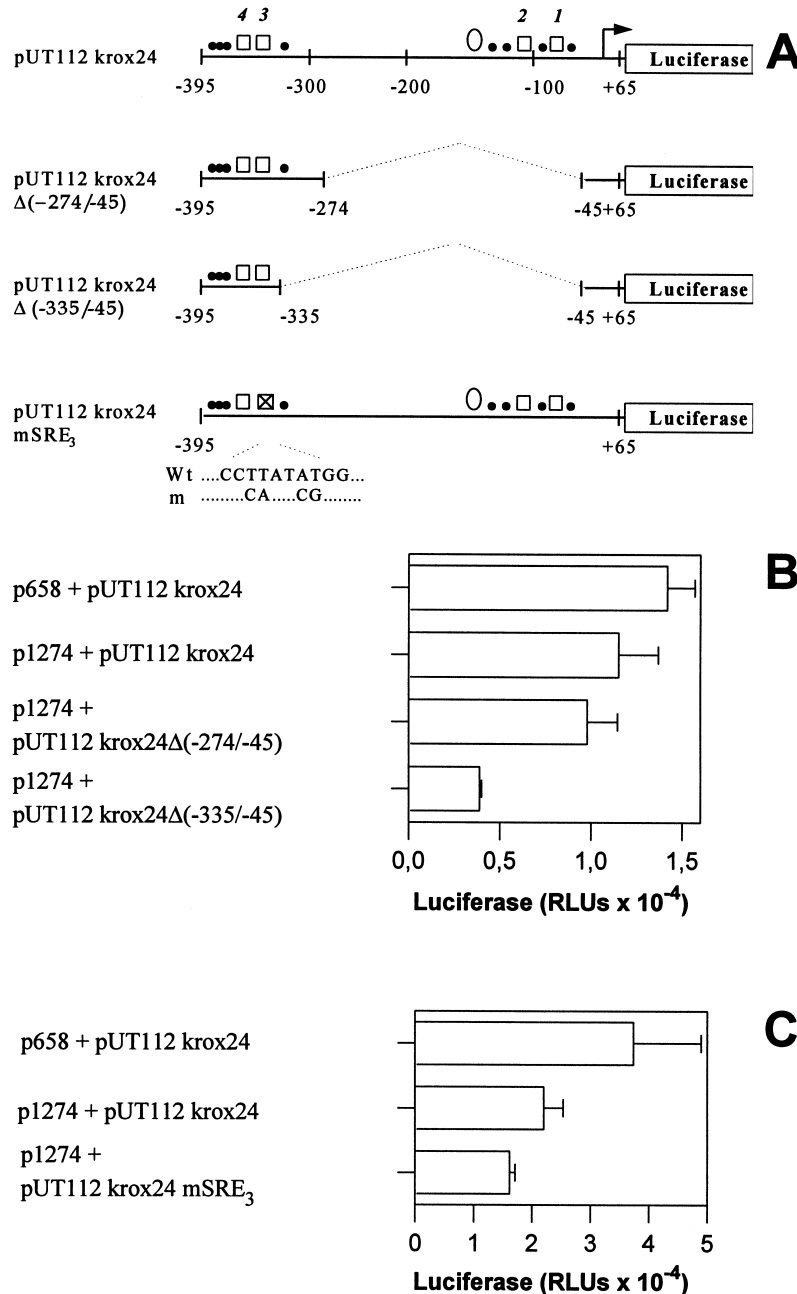 4 3 2 1
pUT112 krox24 Luciferase A
-395 -300 -200 -100 +65
pUT112 krox24 Luciferase
Δ(-274/-45)
-395 -274 -45+65
pUT112 krox24 Luciferase
Δ (-335/-45)
-395 -335 -45 +65
pUT112 krox24 Luciferase
mSRE3
-395 +65
Wt ....CCTTATATGG...
m .........CA.....CG........
B
p658 + pUT112 krox24
p1274 + pUT112 krox24
p1274 +
pUT112 krox24Δ(-274/-45)
p1274 +
pUT112 krox24Δ(-335/-45)
0,0 0,5 1,0 1,5
Luciferase (RLUs x 10-4)
C
p658 + pUT112 krox24
p1274 + pUT112 krox24
p1274 +
pUT112 krox24 mSRE3
0 1 2 3 4 5
Luciferase (RLUs x 10-4)